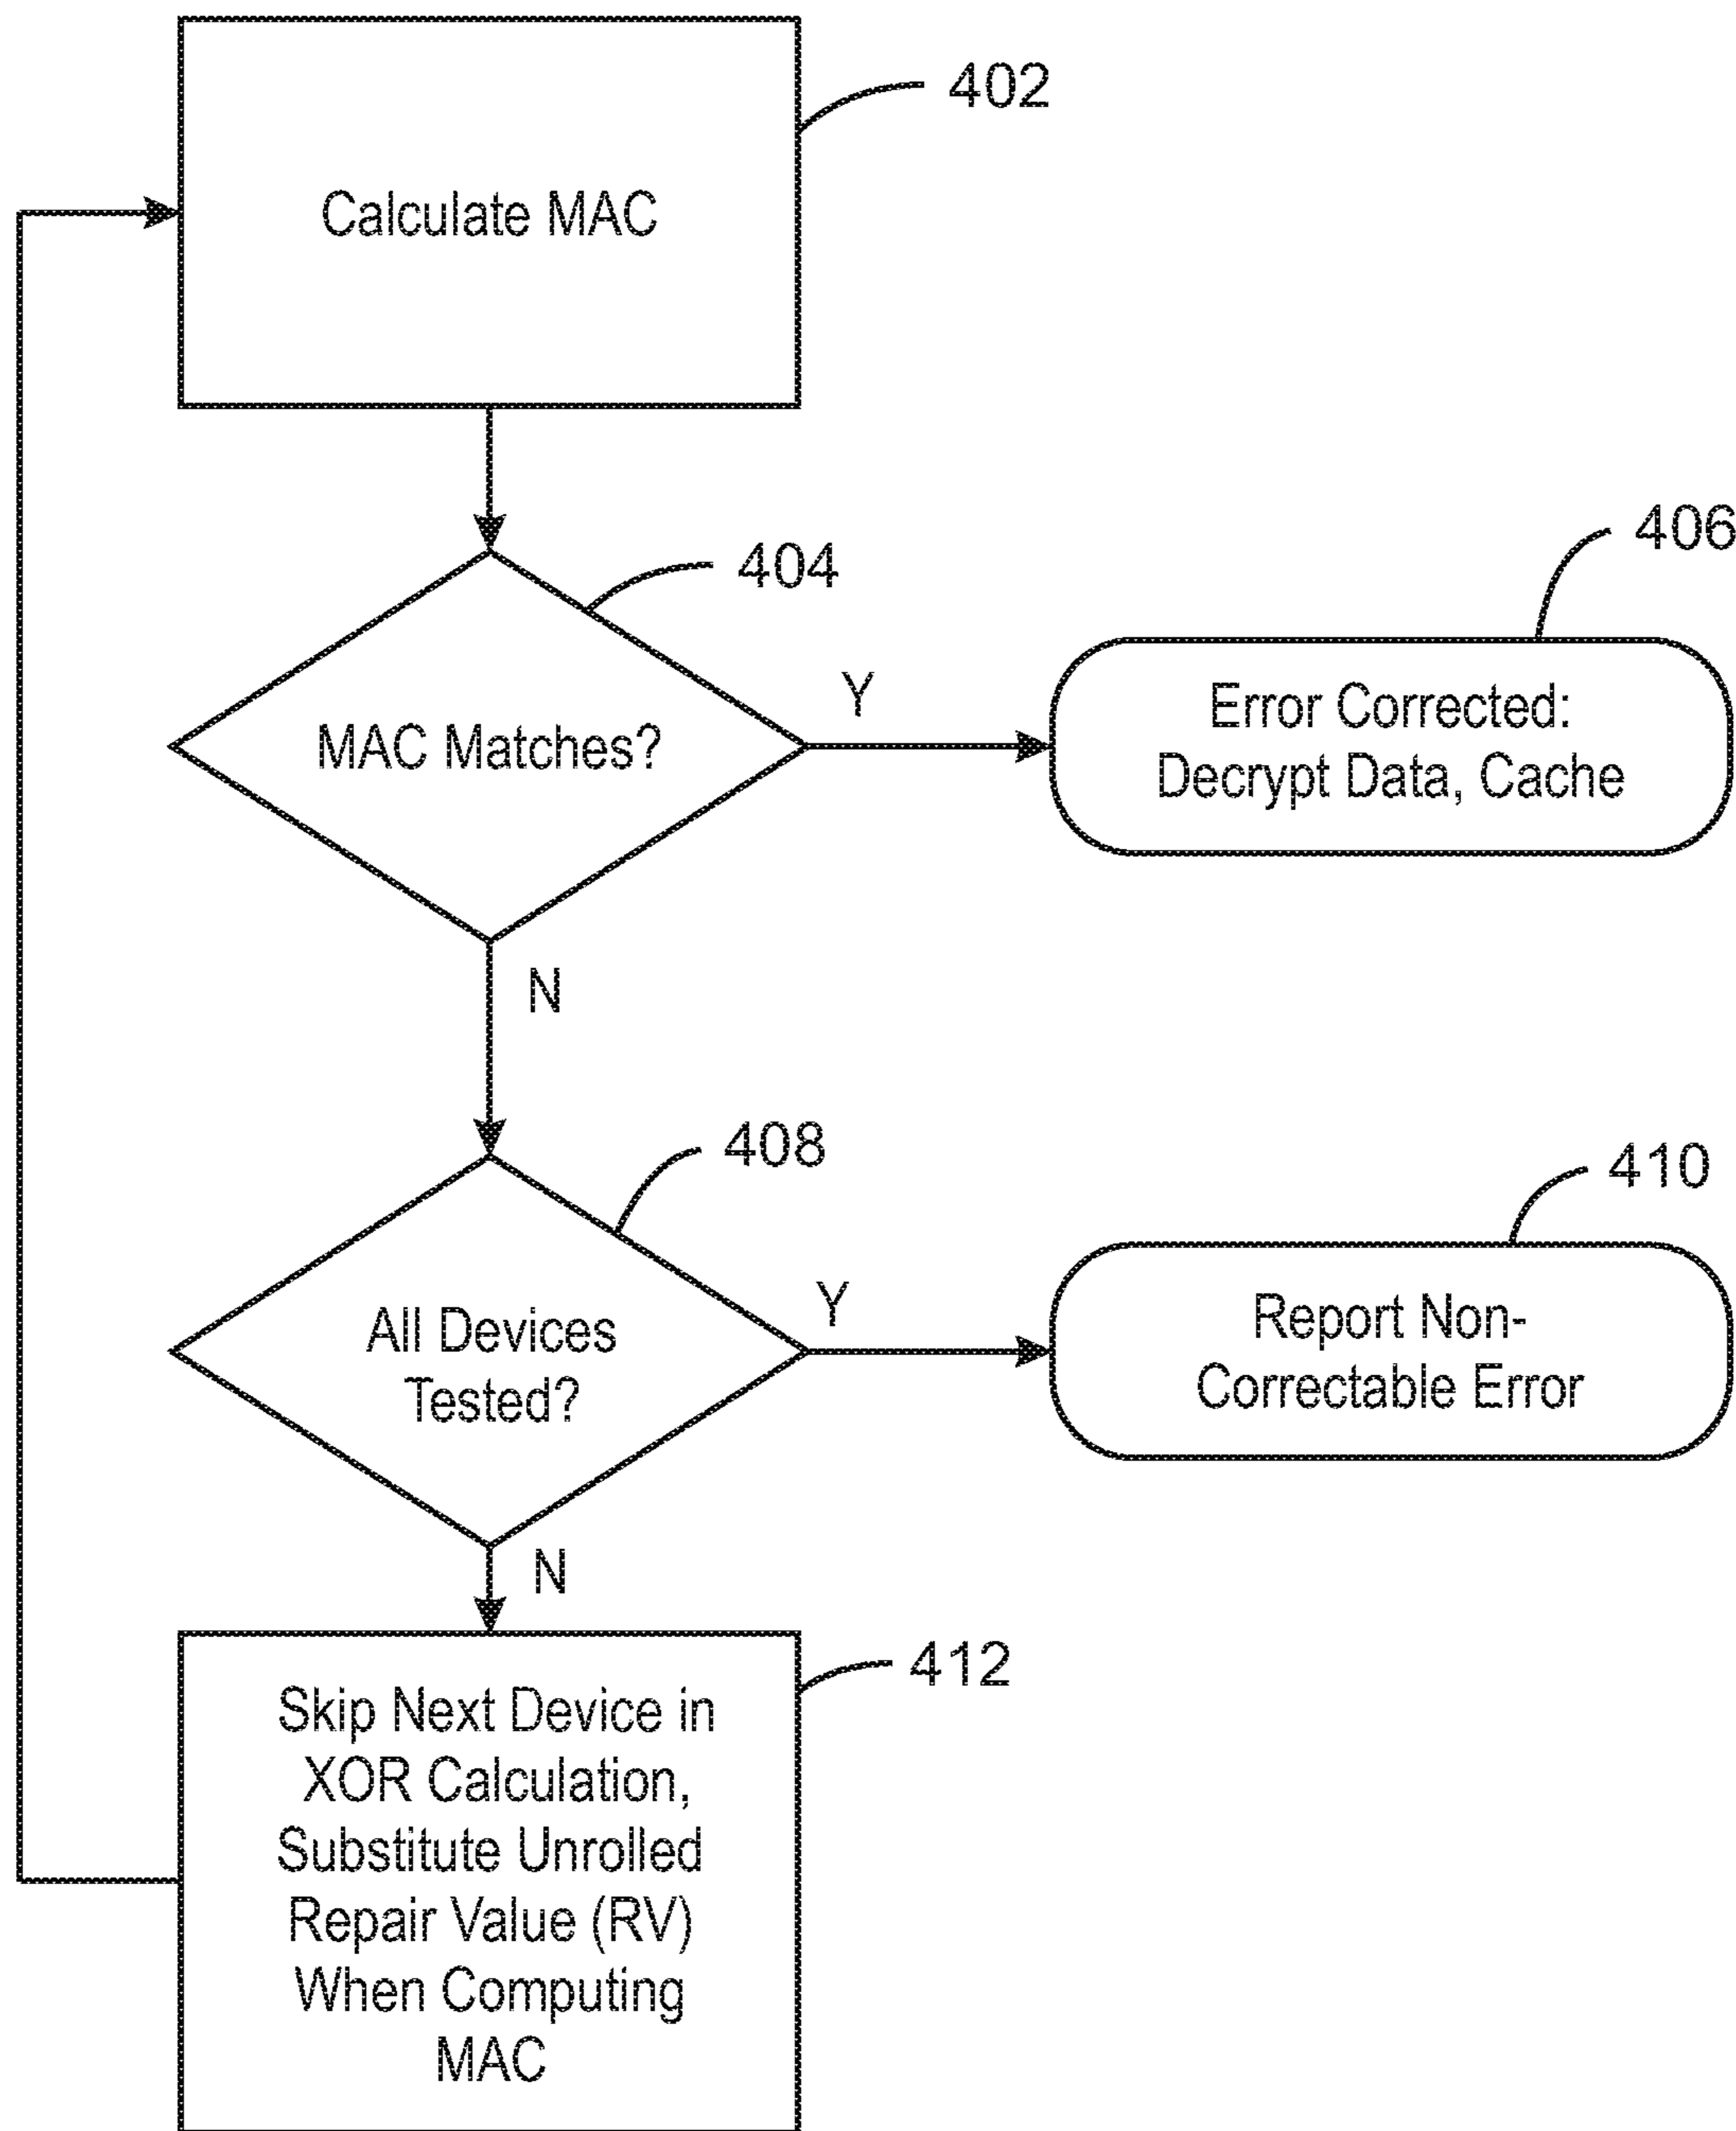 402
Calculate MAC
404
MAC Matches?
Y
406
Error Corrected:
Decrypt Data, Cache
N
408
All Devices
Tested?
Y
410
Report Non-
Correctable Error
N
412
Skip Next Device in
XOR Calculation,
Substitute Unrolled
Repair Value (RV)
When Computing
MAC